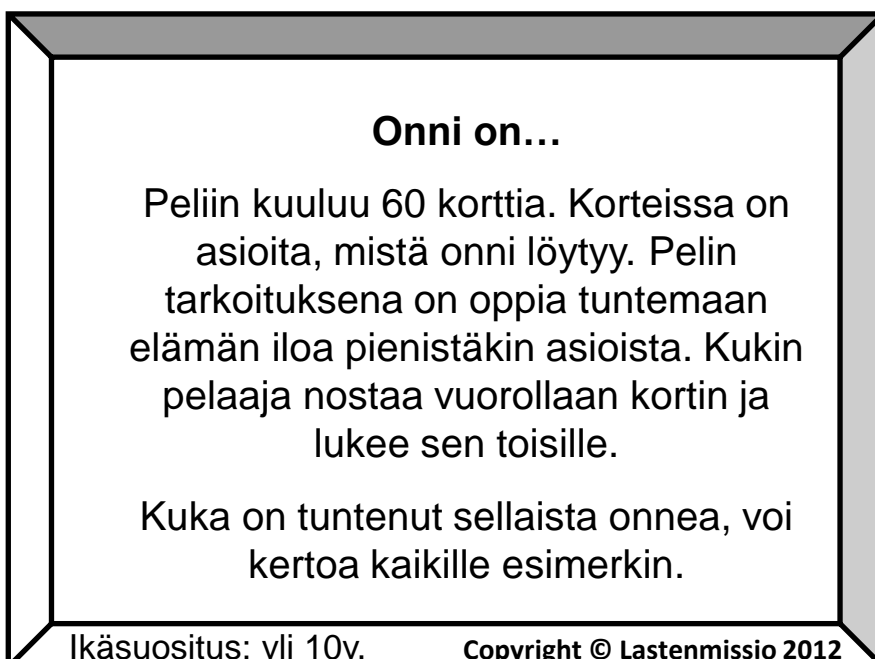 Onni on…
Peliin kuuluu 60 korttia. Korteissa on
asioita, mistä onni löytyy. Pelin
tarkoituksena on oppia tuntemaan
elämän iloa pienistäkin asioista. Kukin
pelaaja nostaa vuorollaan kortin ja
lukee sen toisille.
Kuka on tuntenut sellaista onnea, voi
kertoa kaikille esimerkin.
Ikäsuositus: yli 10v. Copyright © Lastenmissio 2012